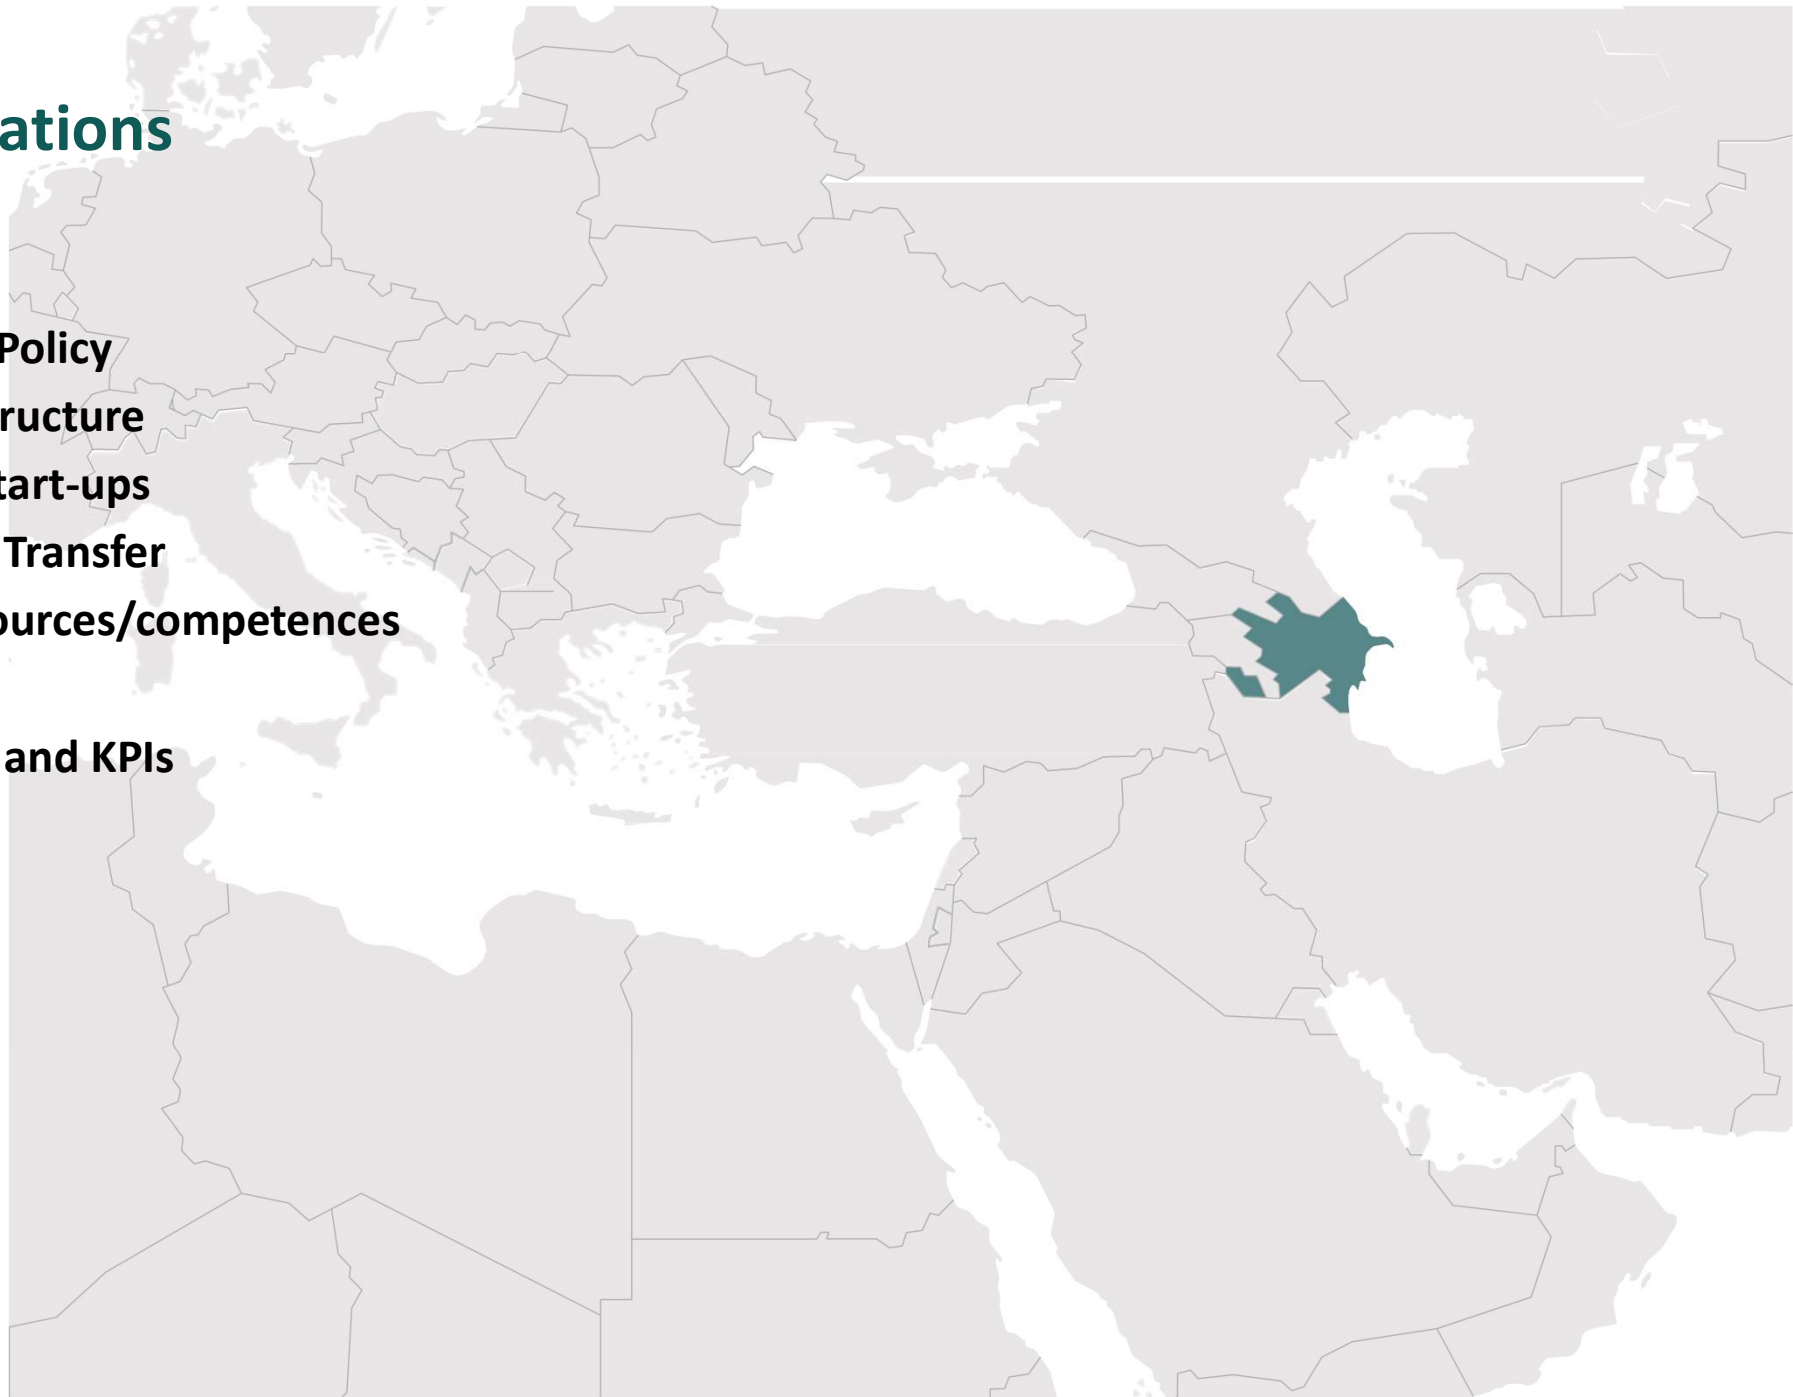 ations
Policy
ructure
tart-ups
Transfer
ources/competences
and KPIs